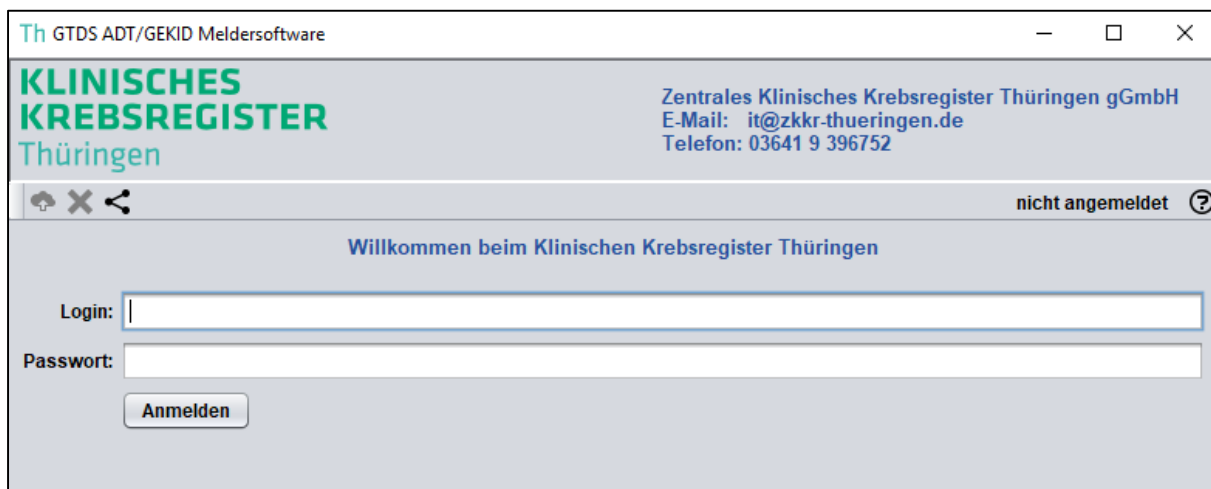 Th GTDS ADT/GEKID Meldersoftware
KLINISCHES
KREBSREGISTER
Thüringen
Zentrales Klinisches Krebsregister Thüringen gGmbH
E-Mail: it@zkkr-thueringen.de
Telefon: 03641 9 396752
nicht angemeldet ?
Willkommen beim Klinischen Krebsregister Thüringen
Login:
Passwort:
Anmelden